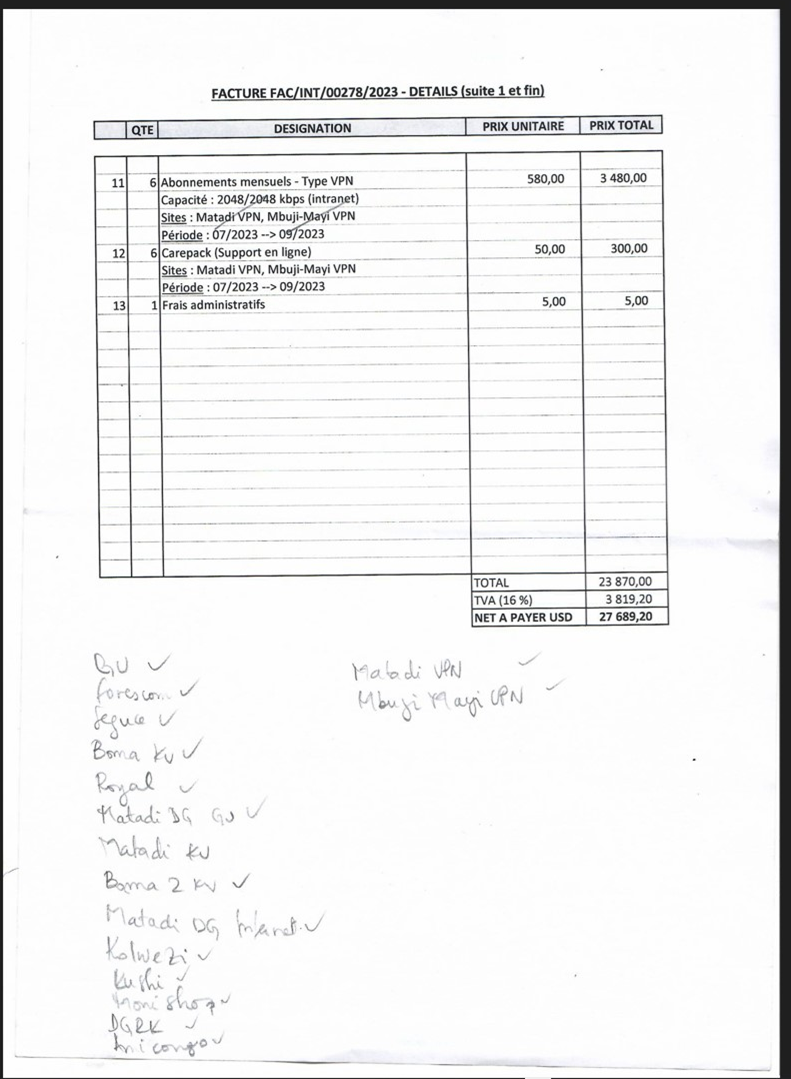 FACTURE FAC/INT/00278/2023 - DETAILS (suite 1 et fin)
QTE DESIGNATION PRIX UNITAIRE PRIX TOTAL
11 6 Abonnements mensuels - Type VPN 580,00 3 480,00
Capacité : 2048/2048 kbps (intranet)
Sites : Matadi VPN, Mbuji-Mayi VPN
Période : 07/2023 --> 09/2023
12 6 Carepack (Support en ligne) 50,00 300,00
Sites : Matadi VPN, Mbuji-Mayi VPN
Période : 07/2023 --> 09/2023
13 1 Frais administratifs 5,00 5,00
TOTAL 23 870,00
TVA (16 %) 3 819,20
NET A PAYER USD 27 689,20
GU ✓
Forescom ✓
Seguce ✓
Boma KV ✓
Royal ✓
Matadi DG GU ✓
Matadi KV
Boma 2 KV ✓
Matadi DG ✓
Kolwezi ✓
Kushi ✓
Moni shop ✓
DGRK ✓
✓
Matadi VPN ✓
Mbuji Mayi VPN ✓